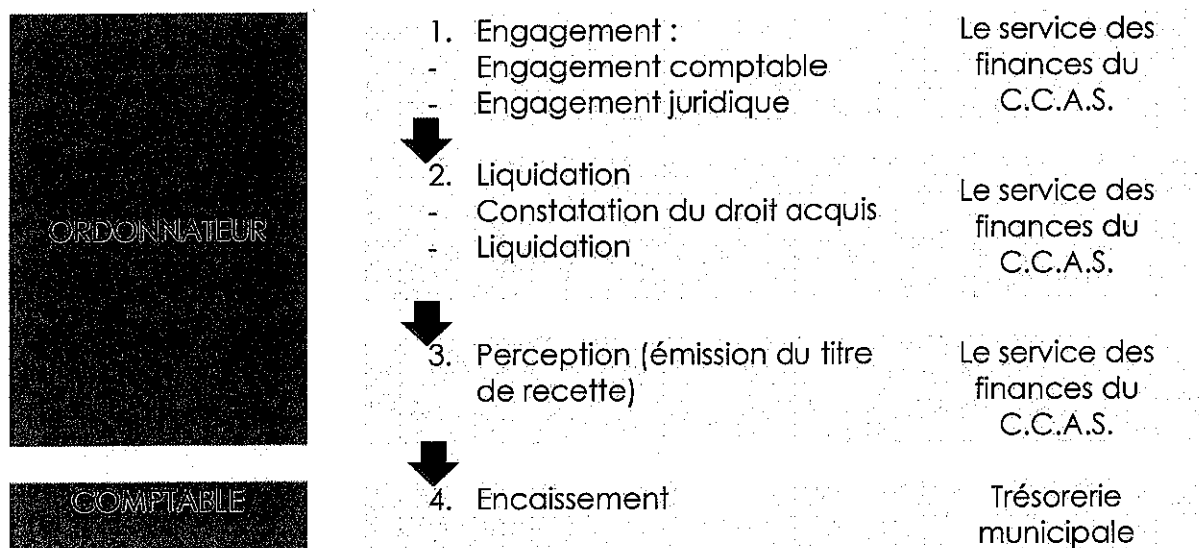 1. Engagement :
- Engagement comptable
- Engagement juridique
Le service des
finances du
C.C.A.S.
ORDONNATEUR
2. Liquidation
- Constatation du droit acquis
- Liquidation
Le service des
finances du
C.C.A.S.
3. Perception (émission du titre
de recette)
Le service des
finances du
C.C.A.S.
COMPTABLE
4. Encaissement
Trésorerie
municipale